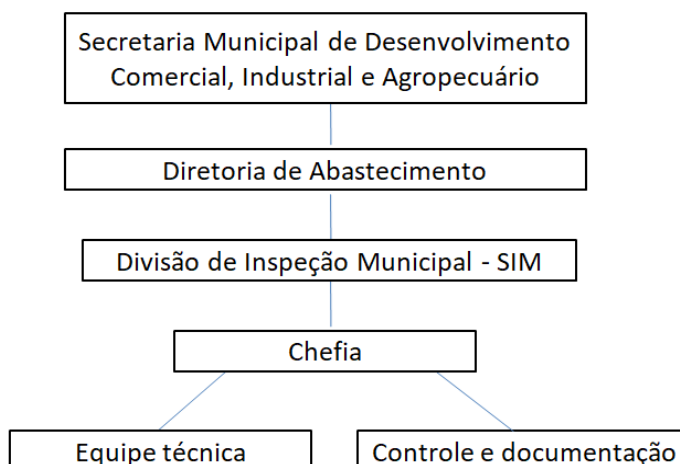 Secretaria Municipal de Desenvolvimento
Comercial, Industrial e Agropecuário
Diretoria de Abastecimento
Divisão de Inspeção Municipal - SIM
Chefia
Equipe técnica
Controle e documentação